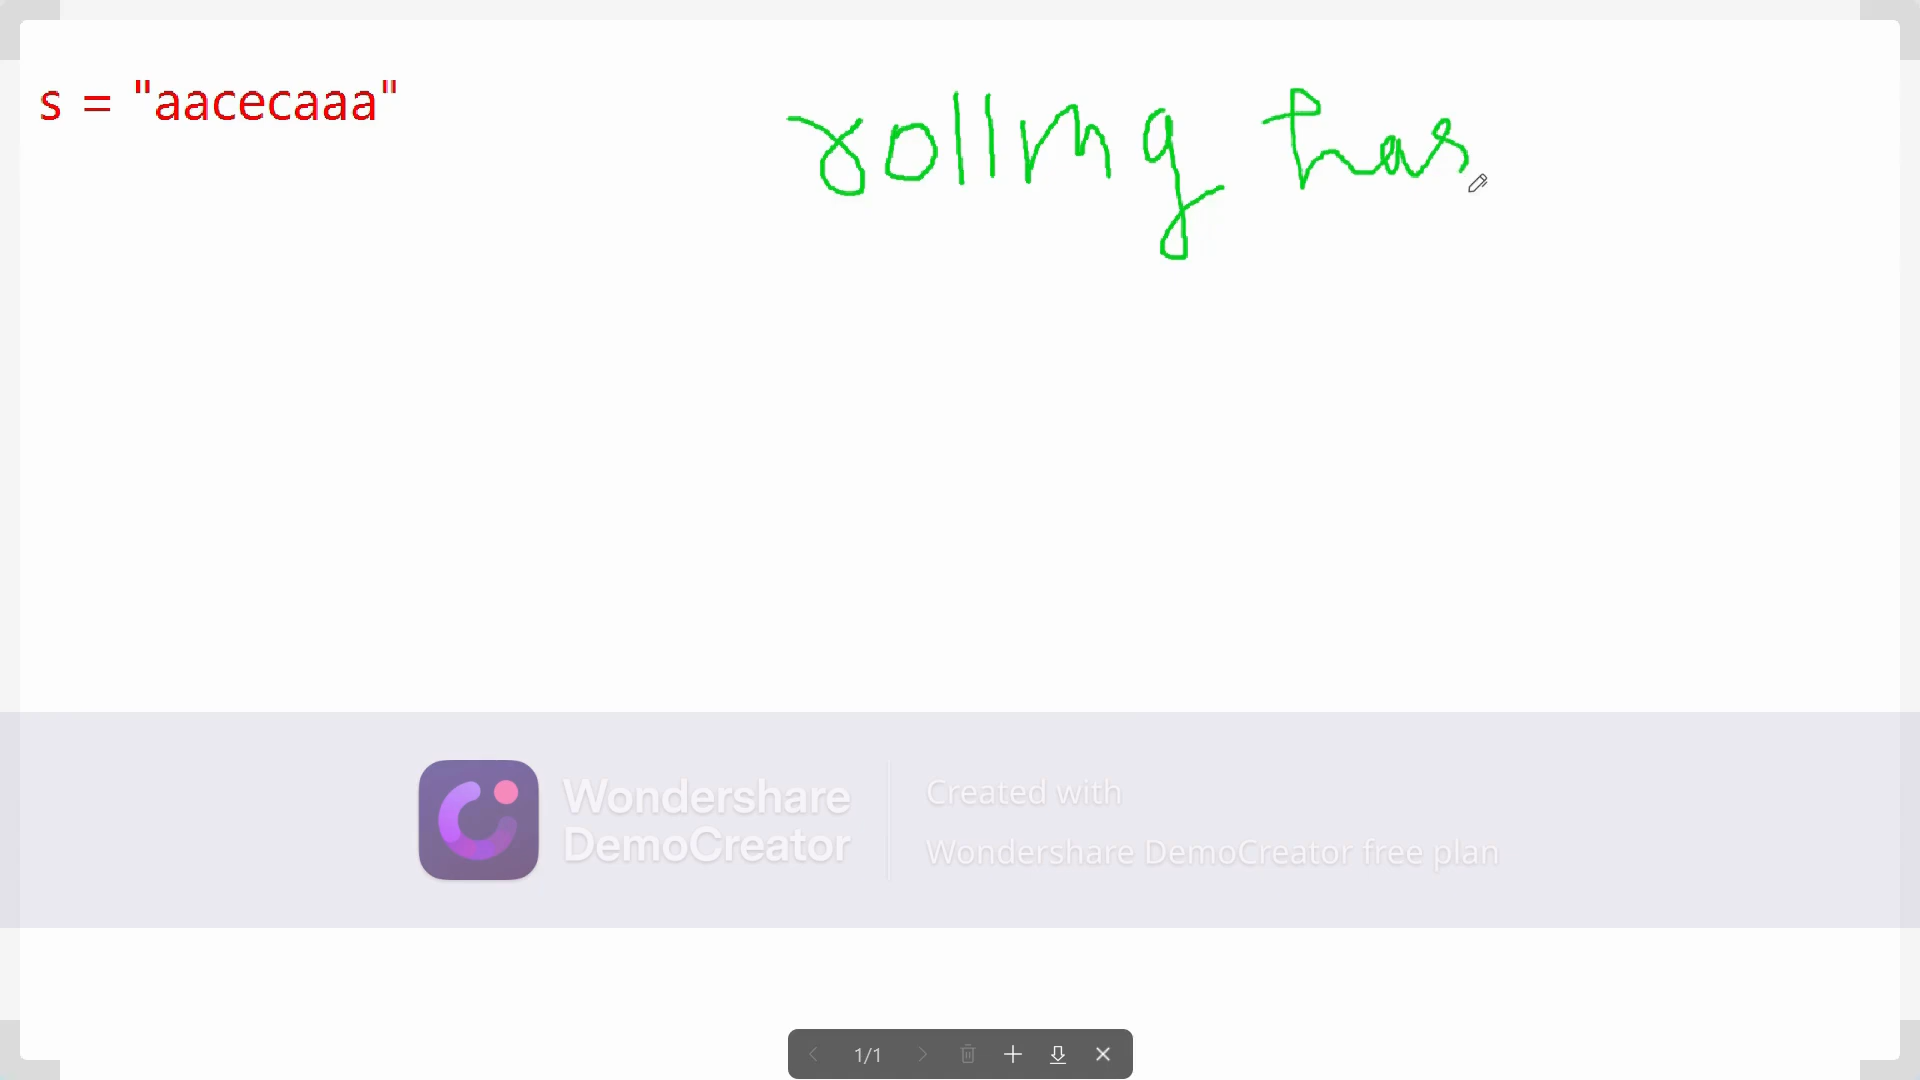 s = "aacecaaa"
rolling has
Wondershare
DemoCreator
Created with
Wondershare DemoCreator free plan
1/1